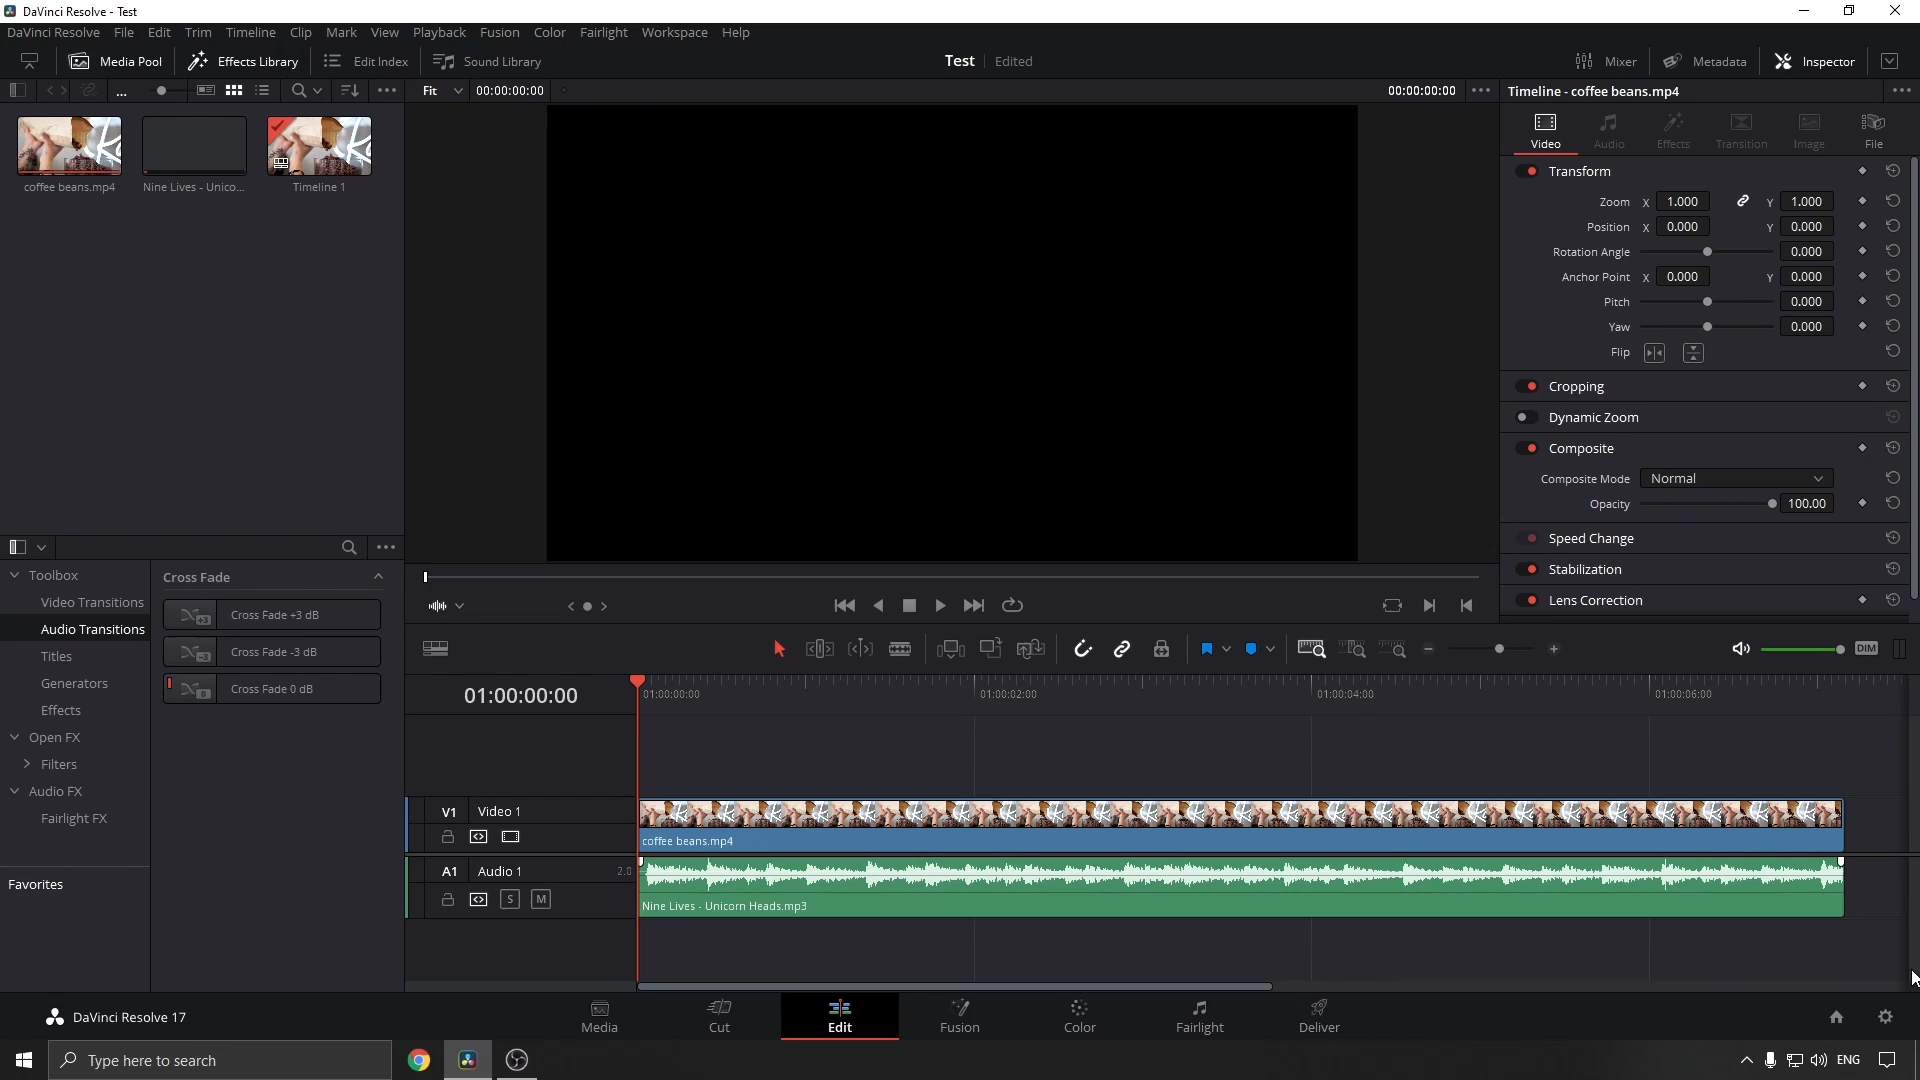 DaVinci Resolve - Test
DaVinci Resolve File Edit Trim Timeline Clip Mark View Playback Fusion Color Fairlight Workspace Help
Media Pool Effects Library Edit Index Sound Library Test Edited Mixer Metadata Inspector
... Fit 00:00:00:00 00:00:00:00 Timeline - coffee beans.mp4
Video Audio Effects Transition Image File
coffee beans.mp4 Nine Lives - Unico... Timeline 1
Transform
Zoom X 1.000 Y 1.000
Position X 0.000 Y 0.000
Rotation Angle 0.000
Anchor Point X 0.000 Y 0.000
Pitch 0.000
Yaw 0.000
Flip
Cropping
Dynamic Zoom
Composite
Composite Mode Normal
Opacity 100.00
Speed Change
Stabilization
Lens Correction
Toolbox
Video Transitions
Audio Transitions
Titles
Generators
Effects
Open FX
Filters
Audio FX
Fairlight FX
Favorites
Cross Fade
+3 Cross Fade +3 dB
-3 Cross Fade -3 dB
0 Cross Fade 0 dB
DIM
01:00:00:00 01:00:00:00 01:00:02:00 01:00:04:00 01:00:06:00
V1 Video 1
coffee beans.mp4
A1 Audio 1 2.0
S M
Nine Lives - Unicorn Heads.mp3
DaVinci Resolve 17 Media Cut Edit Fusion Color Fairlight Deliver
Type here to search ENG